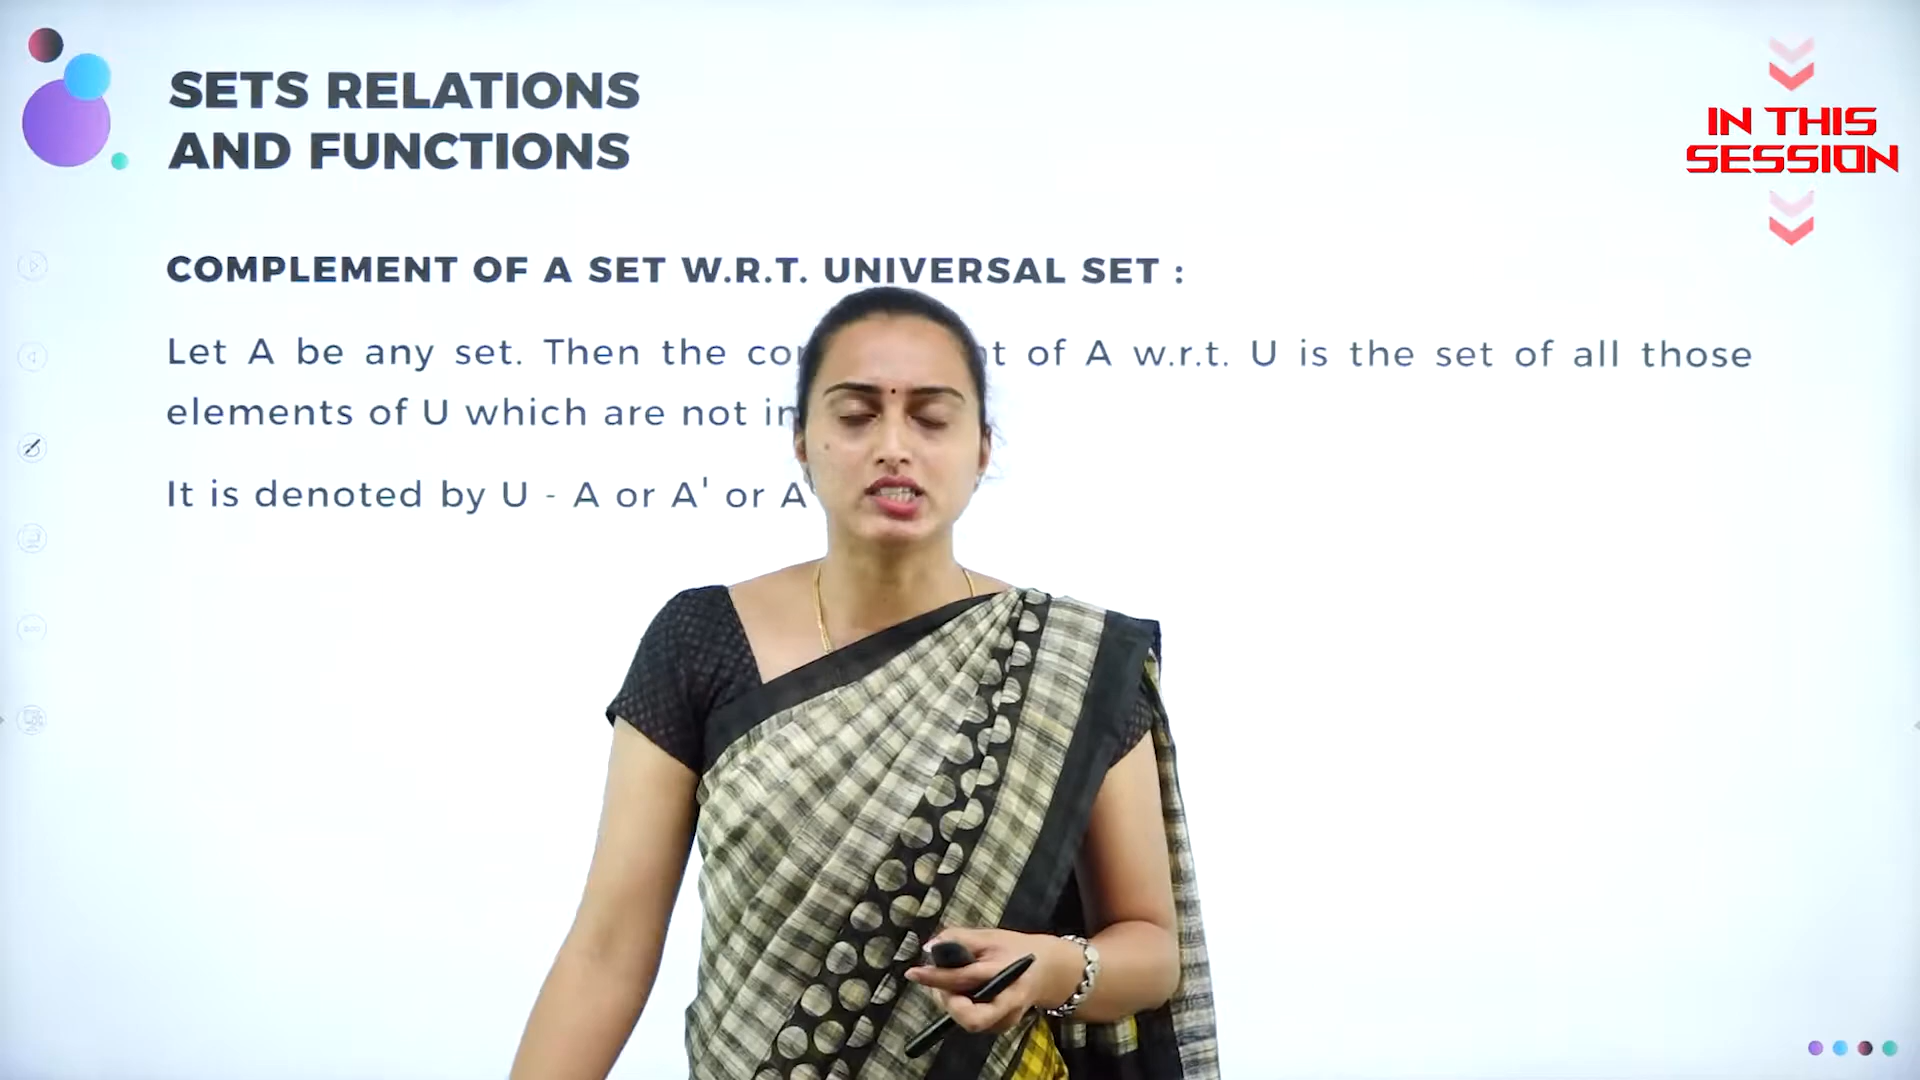 SETS RELATIONS
AND FUNCTIONS
IN THIS
SESSION
COMPLEMENT OF A SET W.R.T. UNIVERSAL SET :
Let A be any set. Then the of A w.r.t. U is the set of all those
elements of U which are not in
It is denoted by U - A or A' or A